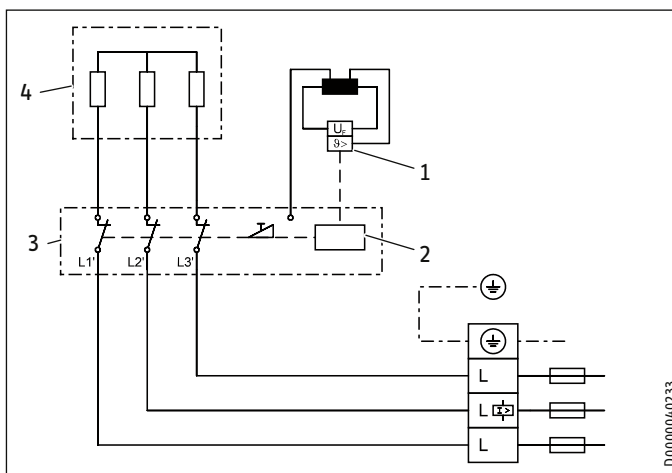 4
U_F
ϑ>
1
3
2
L1'
L2'
L3'
L
L I>
L
D0000040233